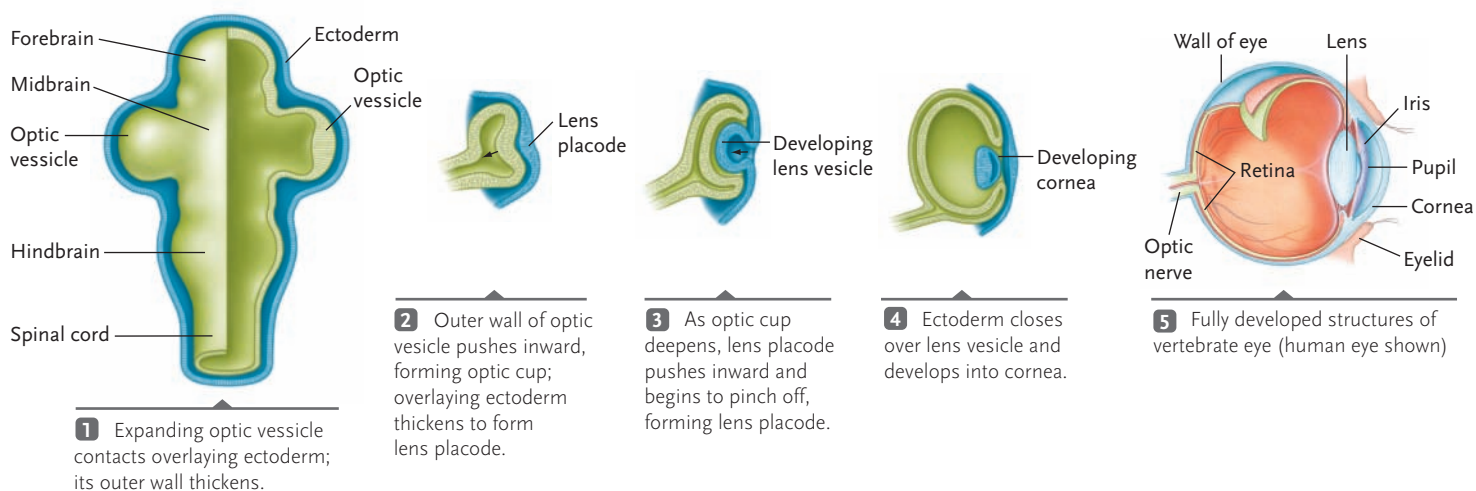 Forebrain
Midbrain
Optic
vessicle
Hindbrain
Spinal cord
Ectoderm
Optic
vessicle
1 Expanding optic vessicle
contacts overlaying ectoderm;
its outer wall thickens.
Lens
placode
2 Outer wall of optic
vesicle pushes inward,
forming optic cup;
overlaying ectoderm
thickens to form
lens placode.
Developing
lens vesicle
3 As optic cup
deepens, lens placode
pushes inward and
begins to pinch off,
forming lens placode.
Developing
cornea
4 Ectoderm closes
over lens vesicle and
develops into cornea.
Wall of eye
Lens
Iris
Retina
Pupil
Cornea
Optic
nerve
Eyelid
5 Fully developed structures of
vertebrate eye (human eye shown)